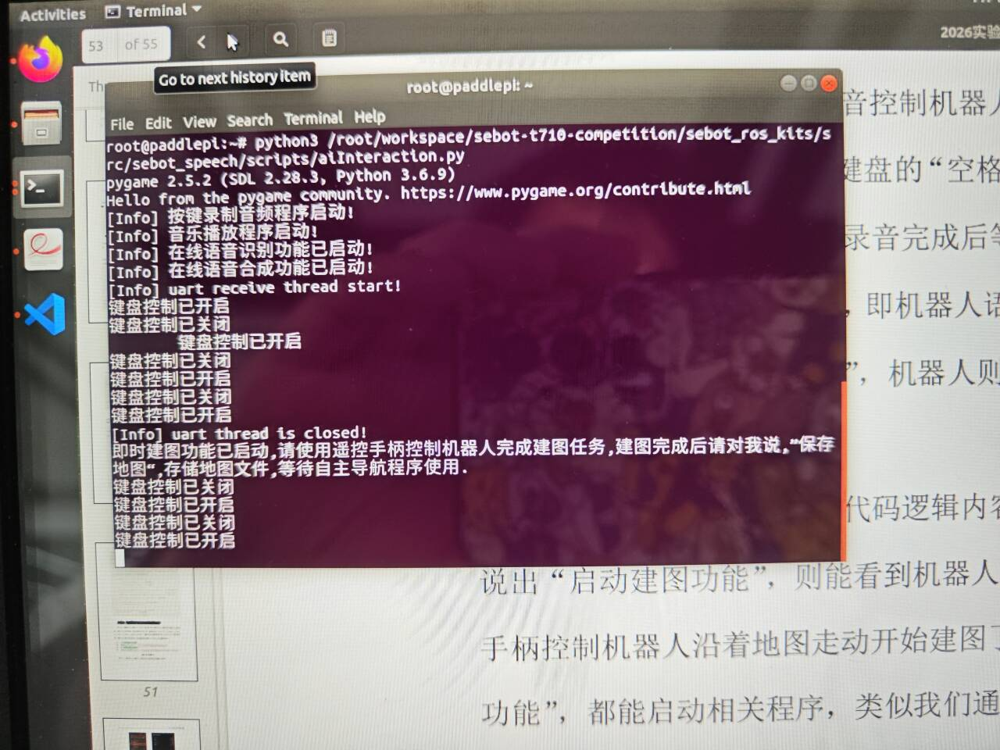 Activities
Terminal
53 of 55
2026实验
Go to next history item
root@paddlepi: ~
File Edit View Search Terminal Help
root@paddlepi:~# python3 /root/workspace/sebot-t710-competition/sebot_ros_kits/s
rc/sebot_speech/scripts/aiInteraction.py
pygame 2.5.2 (SDL 2.28.3, Python 3.6.9)
Hello from the pygame community. https://www.pygame.org/contribute.html
[Info] 按键录制音频程序启动!
[Info] 音乐播放程序启动!
[Info] 在线语音识别功能已启动!
[Info] 在线语音合成功能已启动!
[Info] uart receive thread start!
键盘控制已开启
键盘控制已关闭
键盘控制已开启
键盘控制已关闭
键盘控制已开启
键盘控制已关闭
键盘控制已开启
[Info] uart thread is closed!
即时建图功能已启动,请使用遥控手柄控制机器人完成建图任务,建图完成后请对我说,"保存
地图",存储地图文件,等待自主导航程序使用.
键盘控制已关闭
键盘控制已开启
键盘控制已关闭
键盘控制已开启
音控制机器人
键盘的“空格
录音完成后等
，即机器人语
”，机器人则
代码逻辑内容
说出“启动建图功能”，则能看到机器人
手柄控制机器人沿着地图走动开始建图了
功能”，都能启动相关程序，类似我们通
51